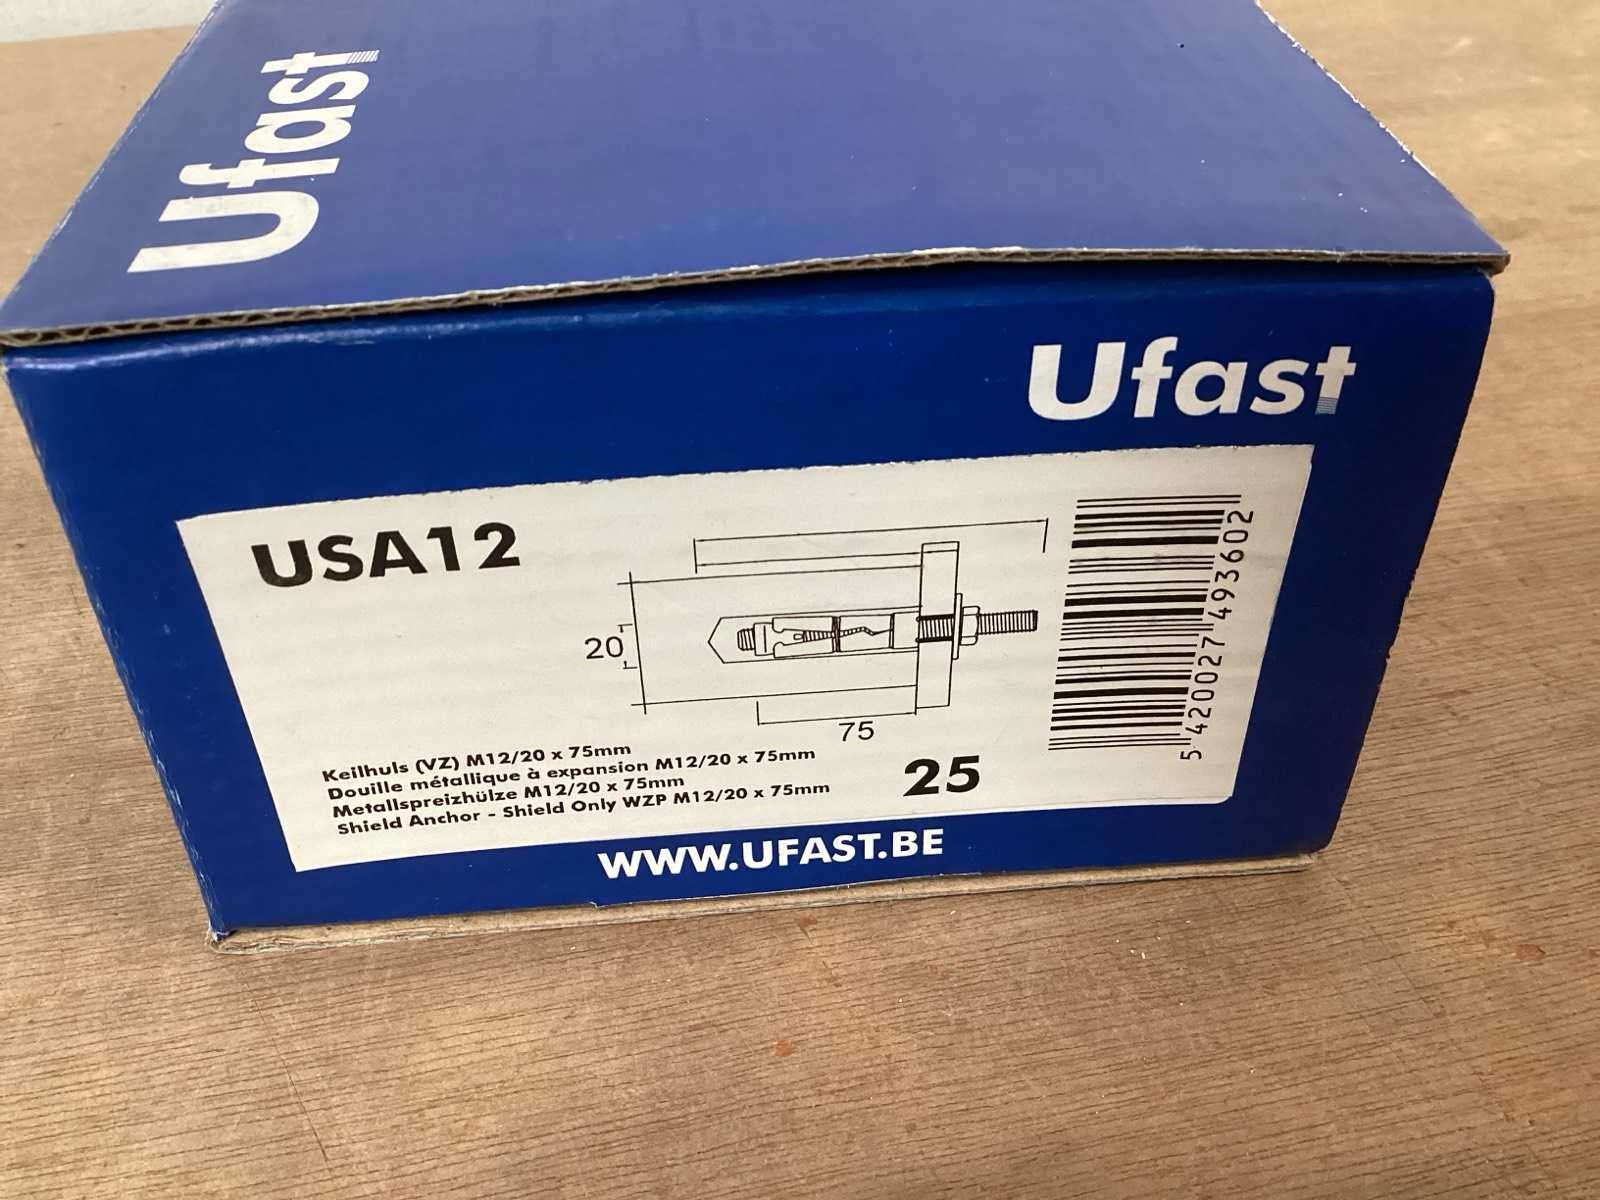 Ufast
Ufast
USA12
20
75
5 420027 493602
Keilhuls (VZ) M12/20 x 75mm
Douille métallique à expansion M12/20 x 75mm
Metallspreizhülze M12/20 x 75mm
Shield Anchor - Shield Only WZP M12/20 x 75mm
25
WWW.UFAST.BE